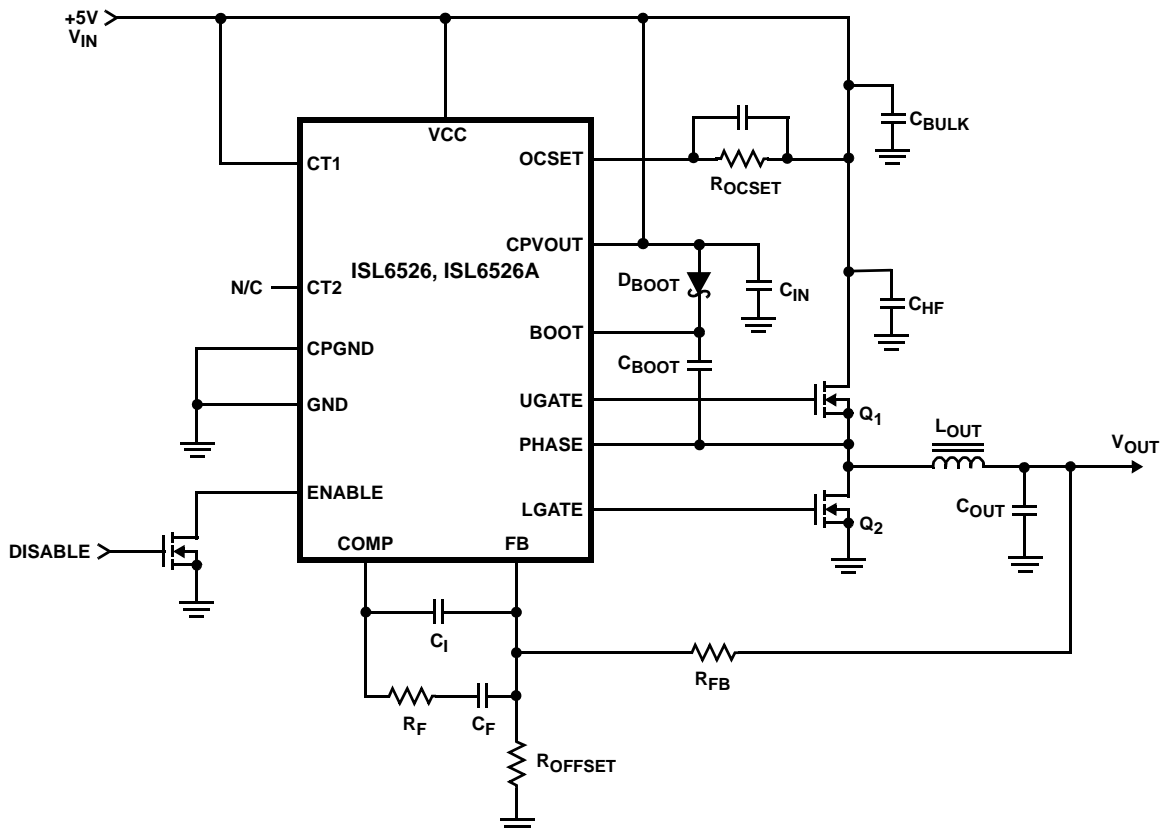 +5V
VIN
VCC
CT1
OCSET
ROCSET
CBULK
CPVOUT
ISL6526, ISL6526A
DBOOT
CIN
N/C
CT2
CHF
BOOT
CPGND
CBOOT
GND
UGATE
Q1
PHASE
LOUT
VOUT
ENABLE
LGATE
Q2
COUT
DISABLE
COMP
FB
CI
RFB
RF
CF
ROFFSET